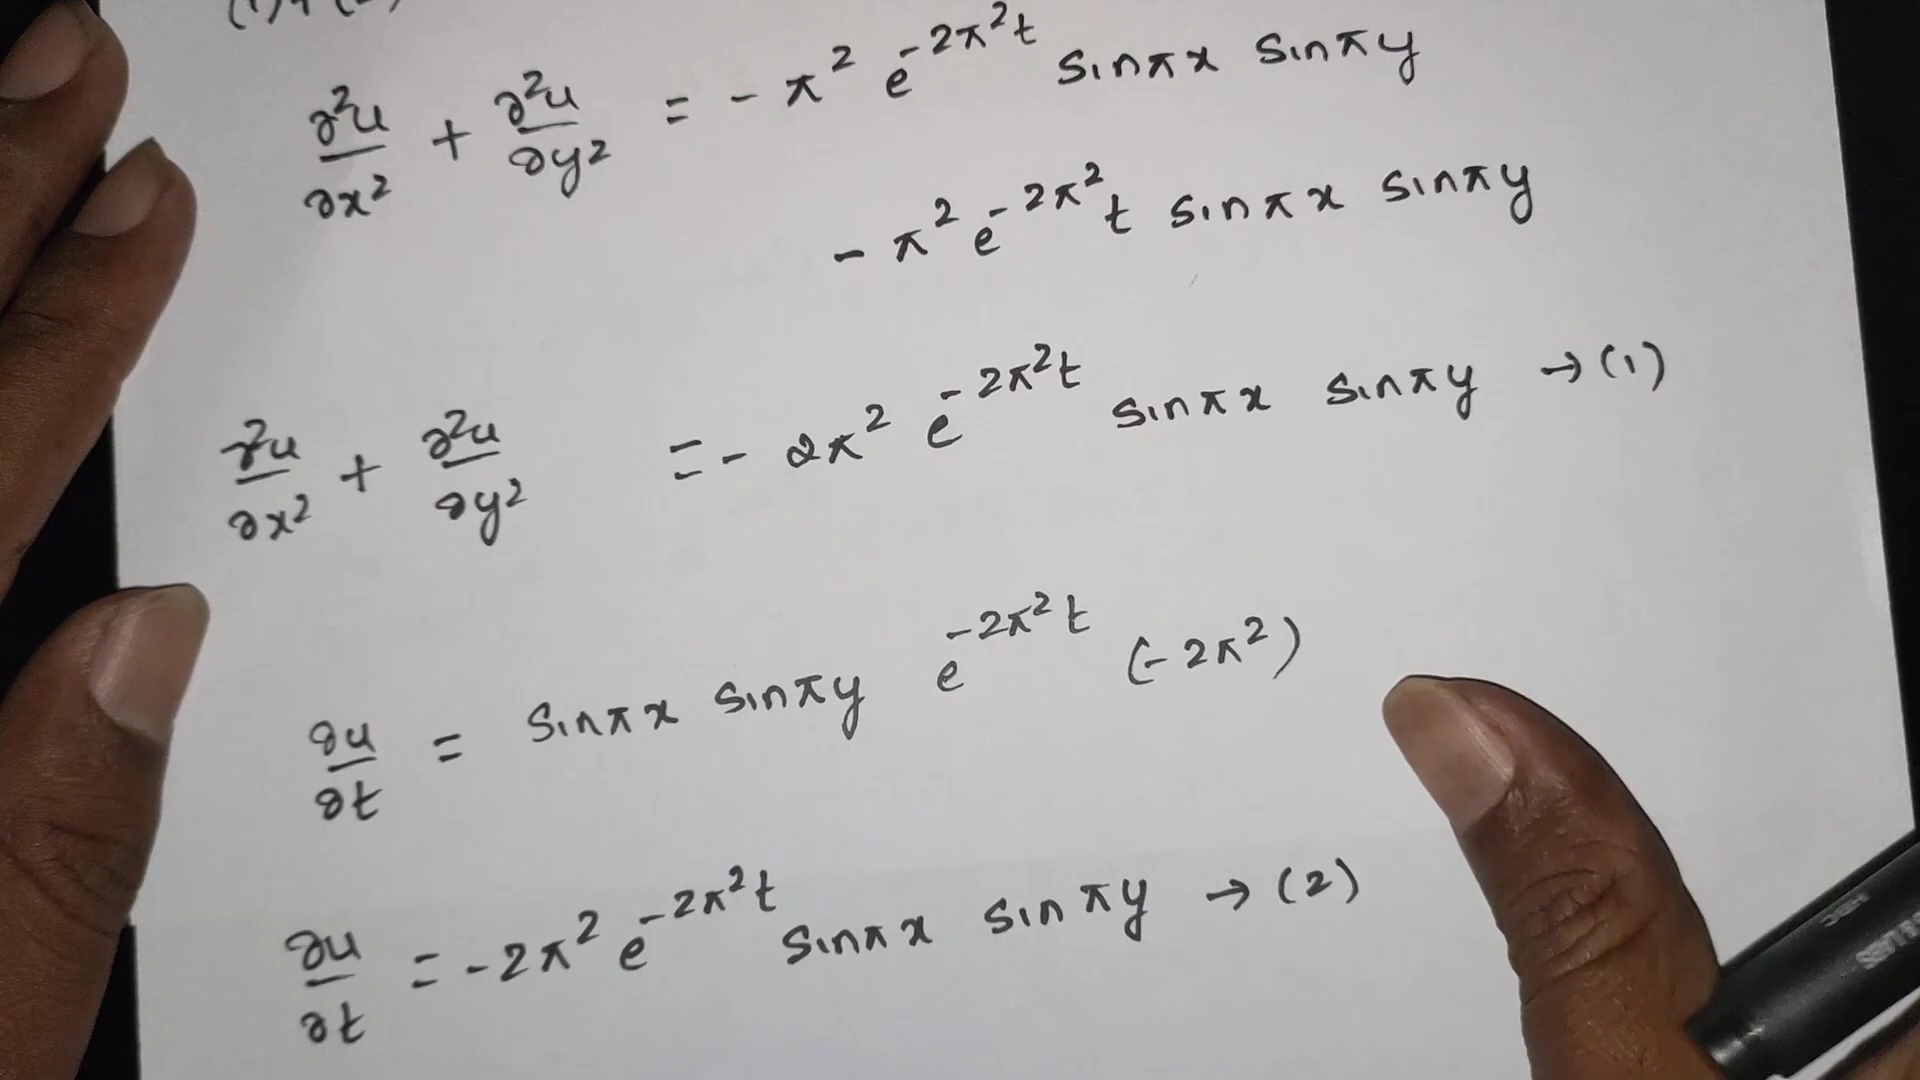 ∂²u/∂x² + ∂²u/∂y² = - π² e^{-2π²t} sinπx sinπy
- π² e^{-2π²t} sinπx sinπy
∂²u/∂x² + ∂²u/∂y² = - 2π² e^{-2π²t} sinπx sinπy → (1)
∂u/∂t = sinπx sinπy e^{-2π²t} (-2π²)
∂u/∂t = -2π² e^{-2π²t} sinπx sinπy → (2)